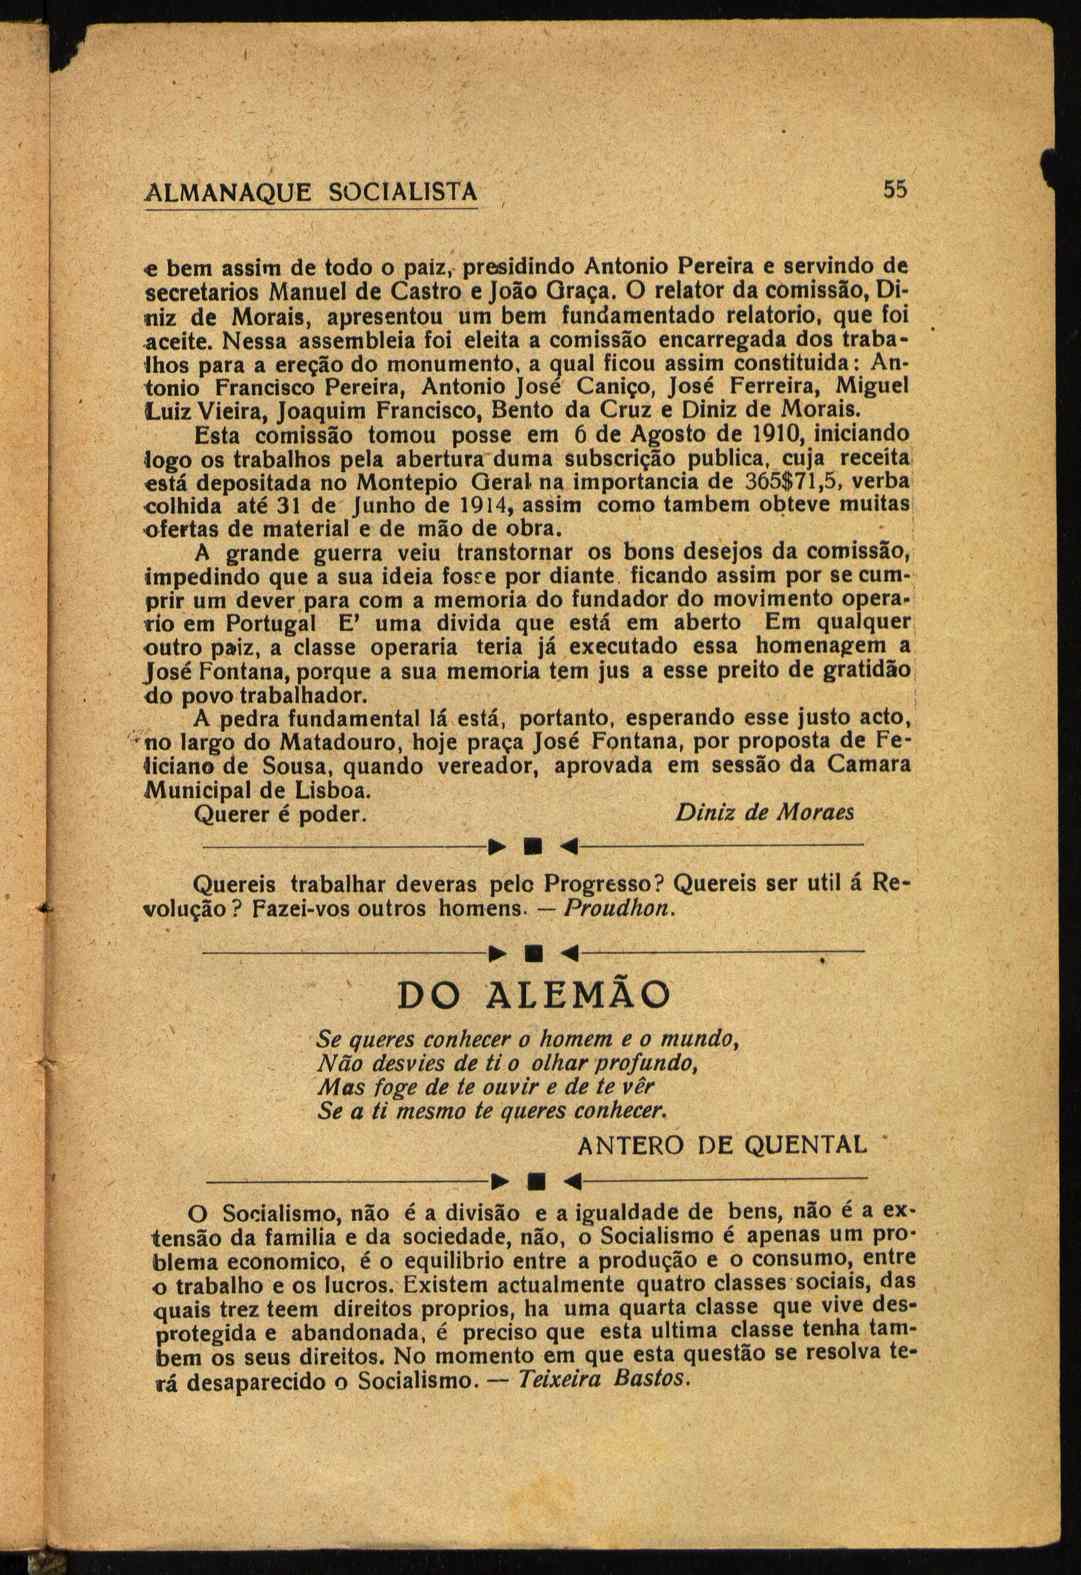 ALMANAQUE SOCIALISTA 55
e bem assim de todo o paiz, presidindo Antonio Pereira e servindo de
secretarios Manuel de Castro e João Graça. O relator da comissão, Di-
niz de Morais, apresentou um bem fundamentado relatorio, que foi
aceite. Nessa assembleia foi eleita a comissão encarregada dos traba-
lhos para a ereção do monumento, a qual ficou assim constituida: An-
tonio Francisco Pereira, Antonio José Caniço, José Ferreira, Miguel
Luiz Vieira, Joaquim Francisco, Bento da Cruz e Diniz de Morais.
Esta comissão tomou posse em 6 de Agosto de 1910, iniciando
logo os trabalhos pela abertura duma subscrição publica, cuja receita
está depositada no Montepio Geral na importancia de 365$71,5, verba
colhida até 31 de Junho de 1914, assim como tambem obteve muitas
ofertas de material e de mão de obra.
A grande guerra veiu transtornar os bons desejos da comissão,
impedindo que a sua ideia fosse por diante. ficando assim por se cum-
prir um dever para com a memoria do fundador do movimento opera-
rio em Portugal E' uma divida que está em aberto Em qualquer
outro paiz, a classe operaria teria já executado essa homenagem a
José Fontana, porque a sua memoria tem jus a esse preito de gratidão
do povo trabalhador.
A pedra fundamental lá está, portanto, esperando esse justo acto,
no largo do Matadouro, hoje praça José Fontana, por proposta de Fe-
liciano de Sousa, quando vereador, aprovada em sessão da Camara
Municipal de Lisboa.
Querer é poder. Diniz de Moraes
Quereis trabalhar deveras pelo Progresso? Quereis ser util á Re-
volução? Fazei-vos outros homens. — Proudhon.
DO ALEMÃO
Se queres conhecer o homem e o mundo,
Não desvies de ti o olhar profundo,
Mas foge de te ouvir e de te vêr
Se a ti mesmo te queres conhecer.
ANTERO DE QUENTAL
O Socialismo, não é a divisão e a igualdade de bens, não é a ex-
tensão da familia e da sociedade, não, o Socialismo é apenas um pro-
blema economico, é o equilibrio entre a produção e o consumo, entre
o trabalho e os lucros. Existem actualmente quatro classes sociais, das
quais trez teem direitos proprios, ha uma quarta classe que vive des-
protegida e abandonada, é preciso que esta ultima classe tenha tam-
bem os seus direitos. No momento em que esta questão se resolva te-
rá desaparecido o Socialismo. — Teixeira Bastos.